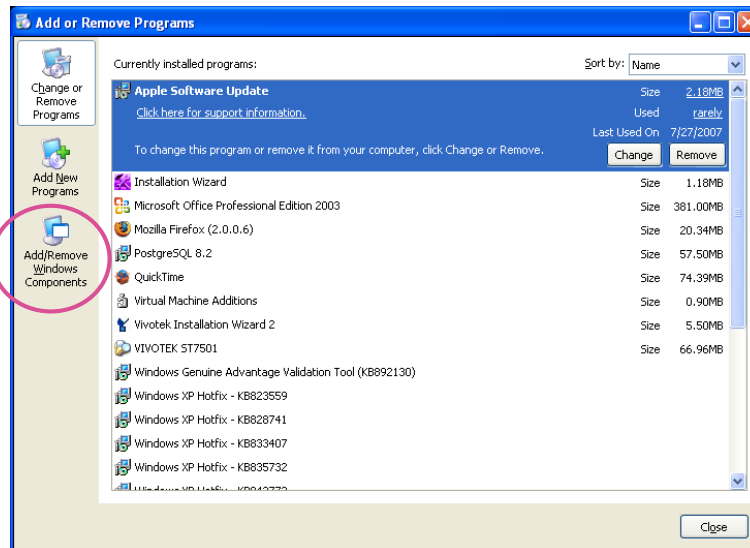 Add or Remove Programs
Change or
Remove
Programs
Add New
Programs
Add/Remove
Windows
Components
Currently installed programs:
Sort by: Name
Apple Software Update Size 2.18MB
Click here for support information. Used rarely
Last Used On 7/27/2007
To change this program or remove it from your computer, click Change or Remove. Change Remove
Installation Wizard Size 1.18MB
Microsoft Office Professional Edition 2003 Size 381.00MB
Mozilla Firefox (2.0.0.6) Size 20.34MB
PostgreSQL 8.2 Size 57.50MB
QuickTime Size 74.39MB
Virtual Machine Additions Size 0.90MB
Vivotek Installation Wizard 2 Size 5.50MB
VIVOTEK ST7501 Size 66.96MB
Windows Genuine Advantage Validation Tool (KB892130)
Windows XP Hotfix - KB823559
Windows XP Hotfix - KB828741
Windows XP Hotfix - KB833407
Windows XP Hotfix - KB835732
Close